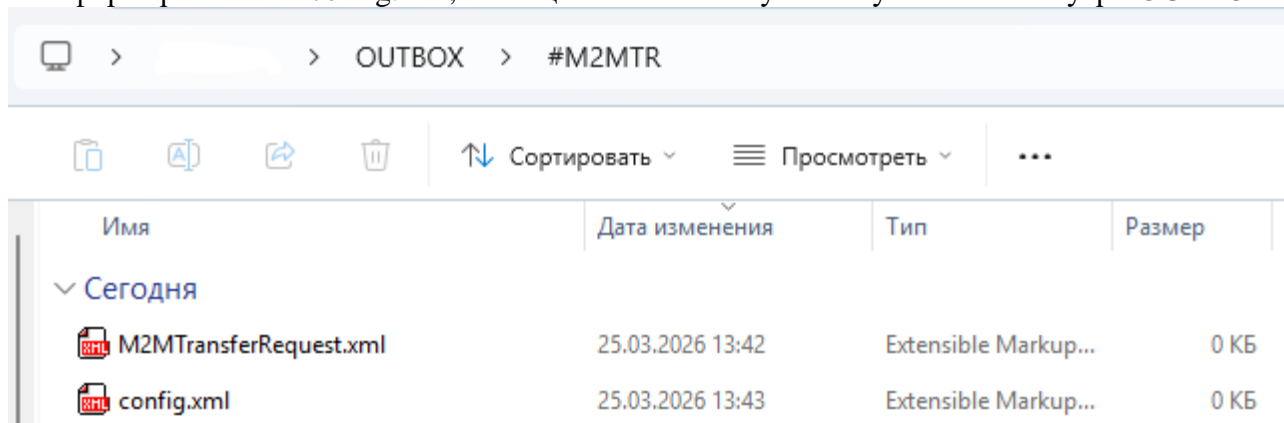 OUTBOX > #M2MTR
Сортировать Просмотреть ...
Имя Дата изменения Тип Размер
Сегодня
M2MTransferRequest.xml 25.03.2026 13:42 Extensible Markup... 0 КБ
config.xml 25.03.2026 13:43 Extensible Markup... 0 КБ